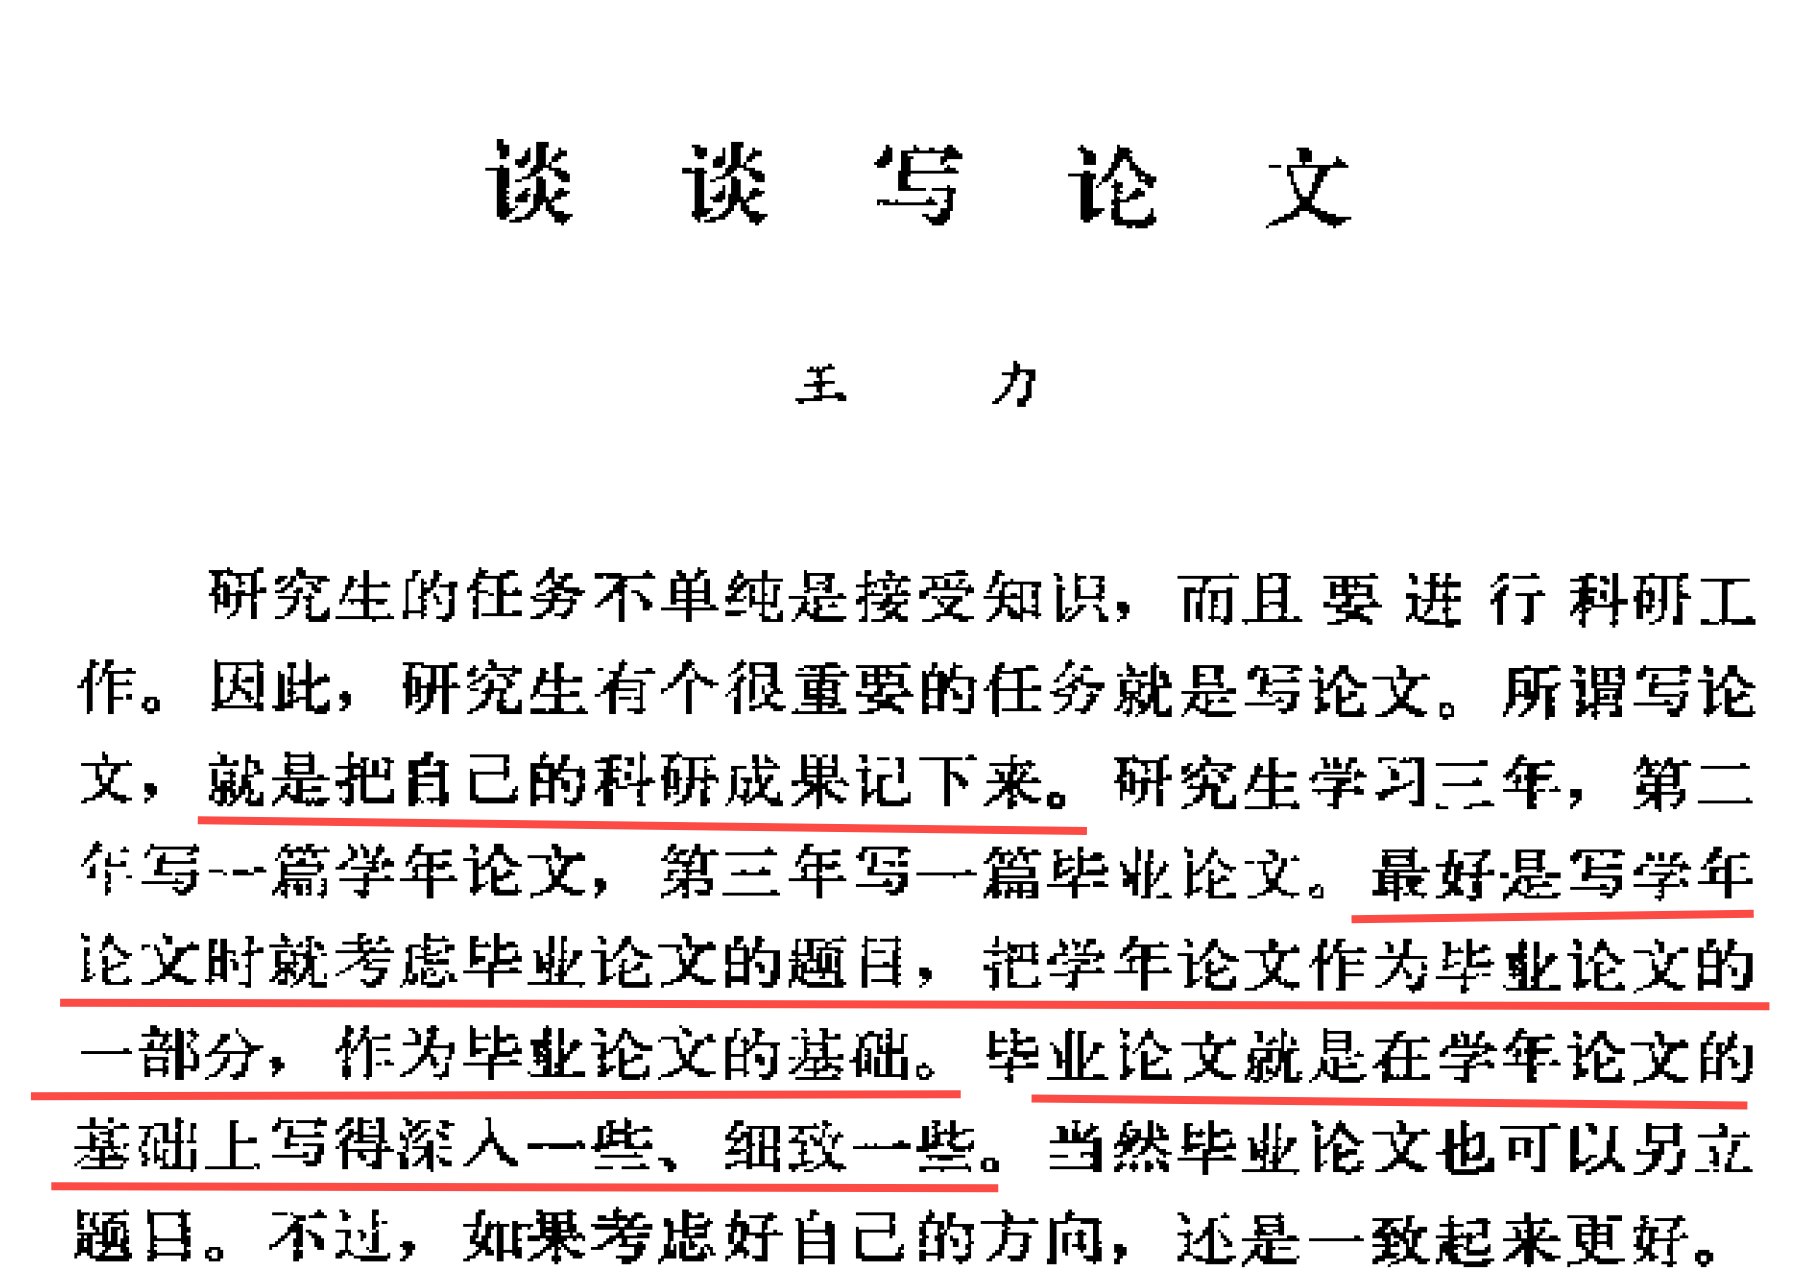 谈谈写论文
王力
研究生的任务不单纯是接受知识，而且要进行科研工
作。因此，研究生有个很重要的任务就是写论文。所谓写论
文，就是把自己的科研成果记下来。研究生学习三年，第二
年写一篇学年论文，第三年写一篇毕业论文。最好是写学年
论文时就考虑毕业论文的题目，把学年论文作为毕业论文的
一部分，作为毕业论文的基础。毕业论文就是在学年论文的
基础上写得深入一些、细致一些。当然毕业论文也可以另立
题目。不过，如果考虑好自己的方向，还是一致起来更好。